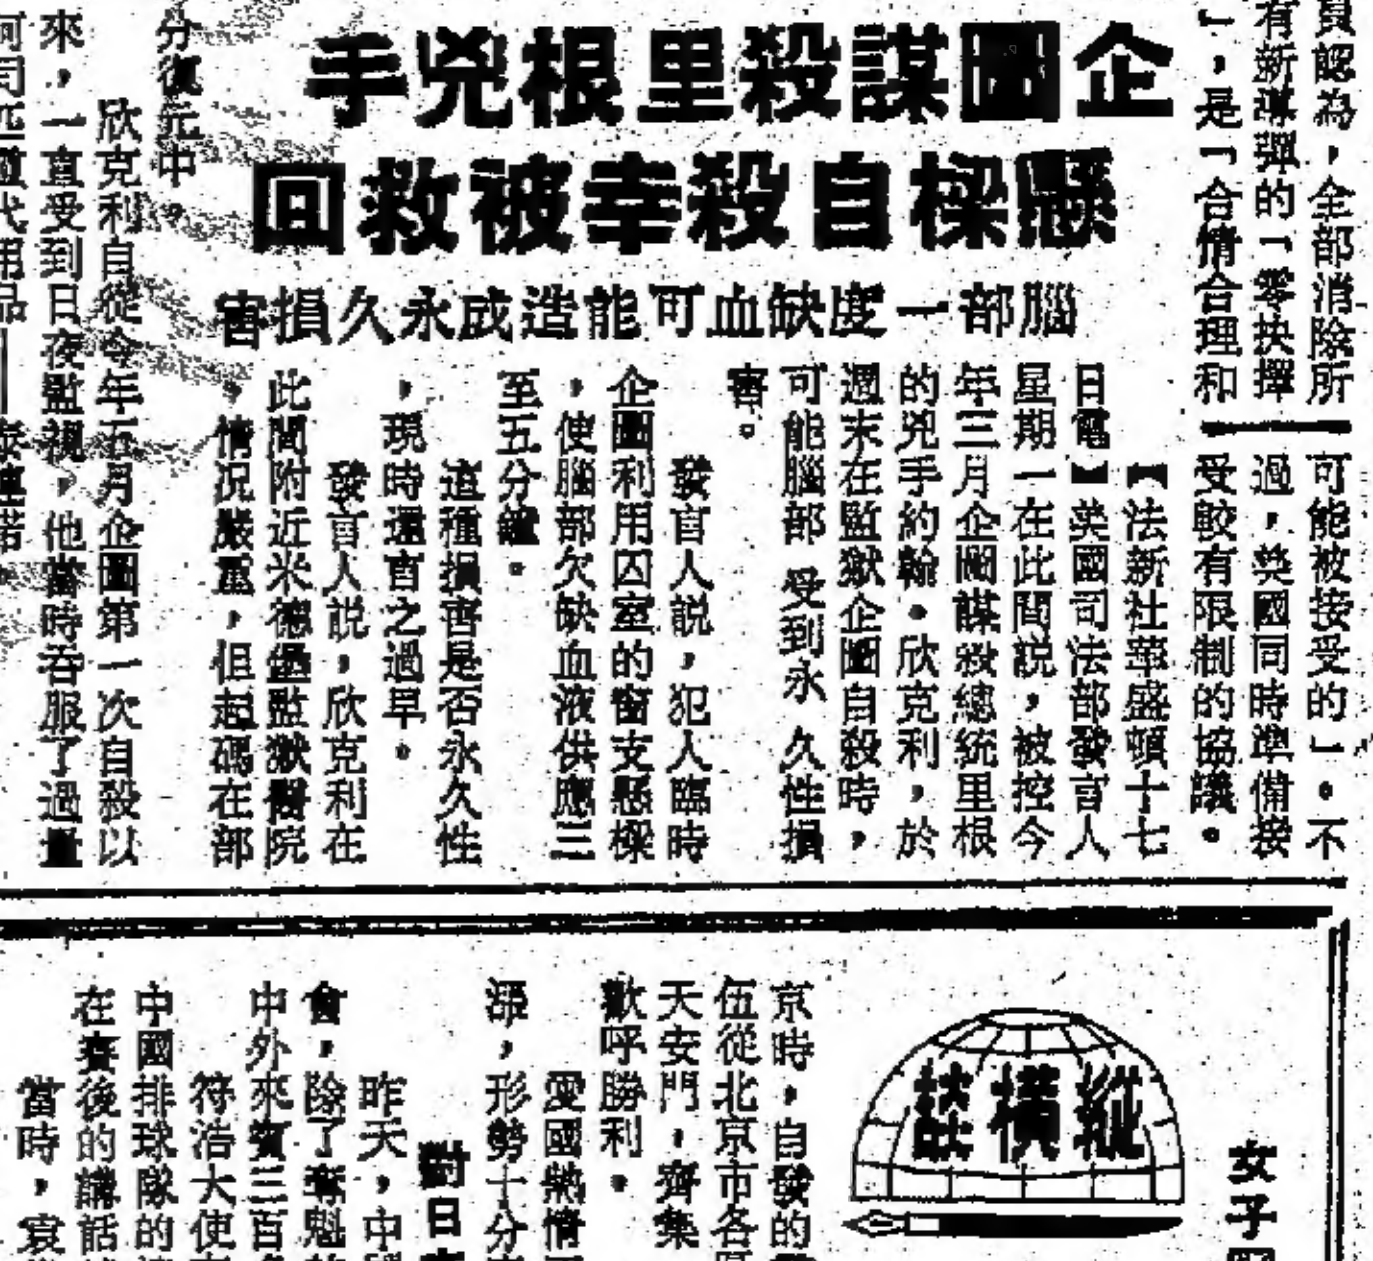 企圖謀殺里根兇手
懸樑自殺幸被救回
腦部一度缺血可能造成永久損害
員認為，全部消除所
有新導彈的「零抉擇
」，是「合情合理和
可能被接受的」。不
過，英國同時準備接
受較有限制的協議。
【法新社華盛頓十七
日電】美國司法部發言人
星期一在此間説，被控今
年三月企圖謀殺總統里根
的兇手約翰。欣克利，於
週末在監獄企圖自殺時，
可能腦部 受到永 久性損
害。
發言人説，犯人臨時
企圖利用囚室的窗支懸樑
，使腦部欠缺血液供應三
至五分鐘。
這種損害是否永久性
，現時還言之過早。
發言人説，欣克利在
此間附近米德堡監獄醫院
，情況嚴重，但起碼在部
分復元中。
欣克利自從今年五月企圖第一次自殺以
來，一直受到日夜監視，他當時吞服了過量
代用品
縱橫談
女子
京時，自發的
伍從北京市各
天安門，齊集
歡呼勝利。
愛國熱情
，形勢十分
對日
昨天，中
會，除了奪魁
中外來賓三百
符浩大使
中國排球隊的
在賽後的講話
當時，袁